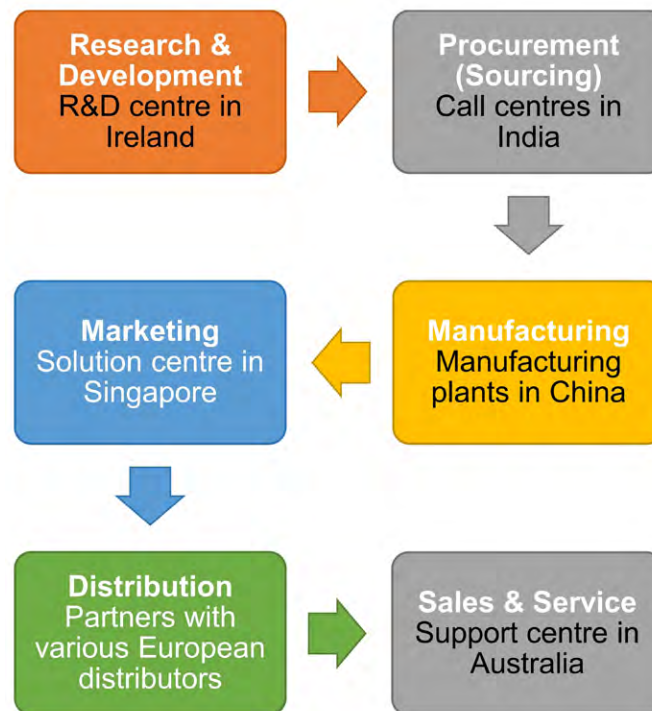 Research &
Development
R&D centre in
Ireland
Procurement
(Sourcing)
Call centres in
India
Manufacturing
Manufacturing
plants in China
Marketing
Solution centre in
Singapore
Distribution
Partners with
various European
distributors
Sales & Service
Support centre in
Australia